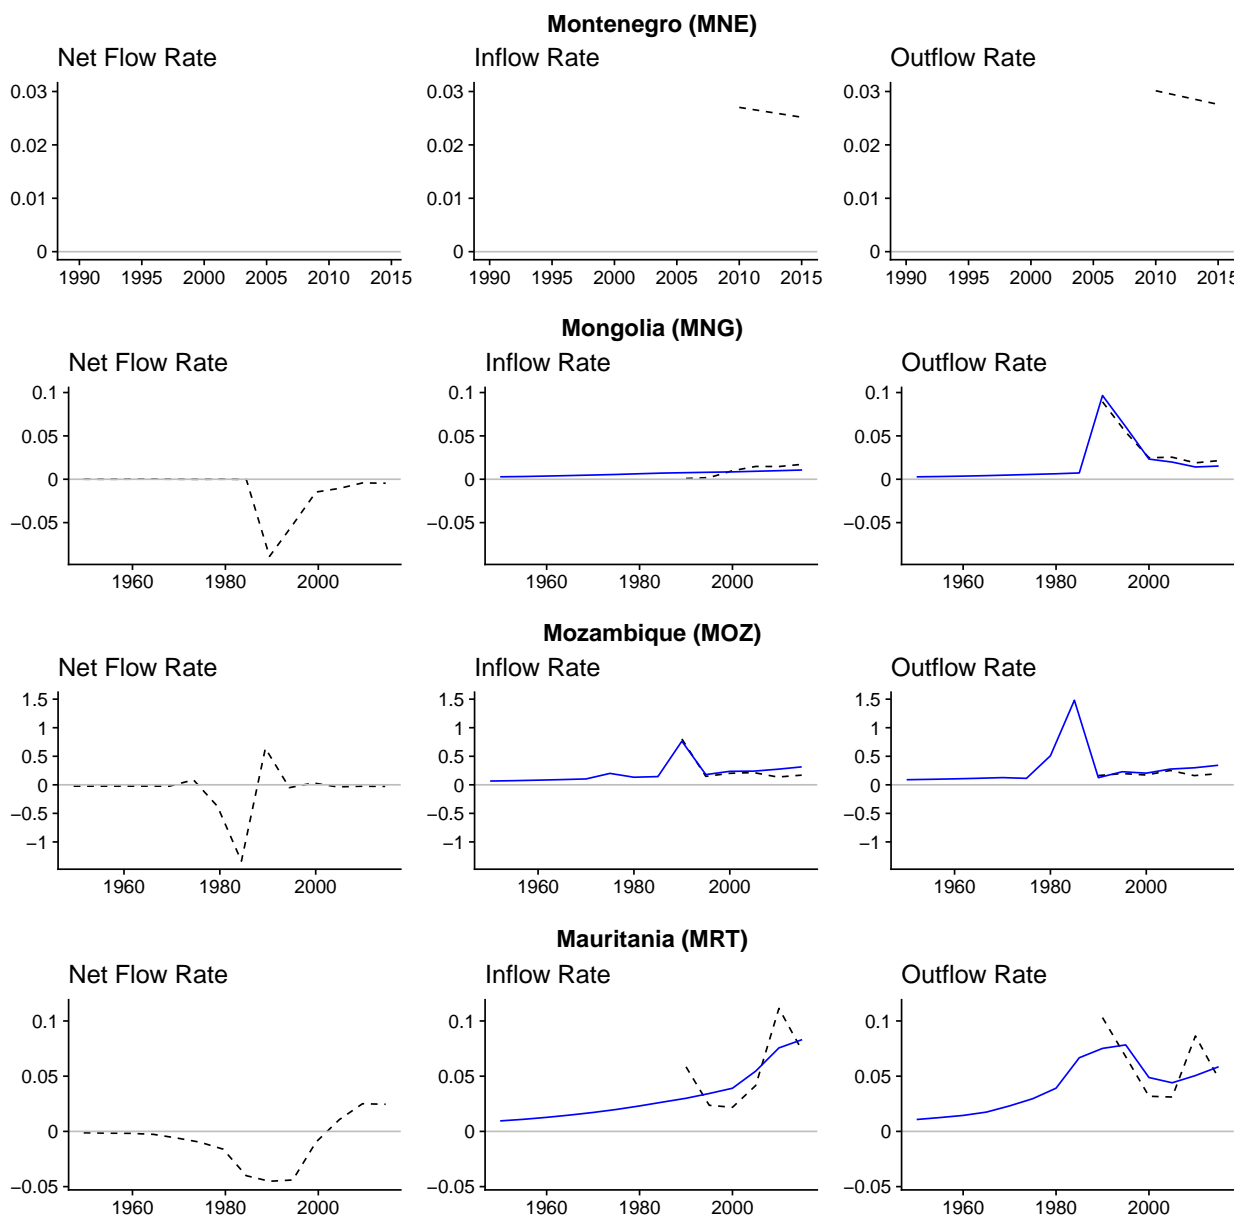 Montenegro (MNE)
Net Flow Rate
Inflow Rate
Outflow Rate
0.03
0.02
0.01
0
1990 1995 2000 2005 2010 2015
0.03
0.02
0.01
0
1990 1995 2000 2005 2010 2015
0.03
0.02
0.01
0
1990 1995 2000 2005 2010 2015
Mongolia (MNG)
Net Flow Rate
Inflow Rate
Outflow Rate
0.1
0.05
0
−0.05
1960 1980 2000
0.1
0.05
0
−0.05
1960 1980 2000
0.1
0.05
0
−0.05
1960 1980 2000
Mozambique (MOZ)
Net Flow Rate
Inflow Rate
Outflow Rate
1.5
1
0.5
0
−0.5
−1
1960 1980 2000
1.5
1
0.5
0
−0.5
−1
1960 1980 2000
1.5
1
0.5
0
−0.5
−1
1960 1980 2000
Mauritania (MRT)
Net Flow Rate
Inflow Rate
Outflow Rate
0.1
0.05
0
−0.05
1960 1980 2000
0.1
0.05
0
−0.05
1960 1980 2000
0.1
0.05
0
−0.05
1960 1980 2000